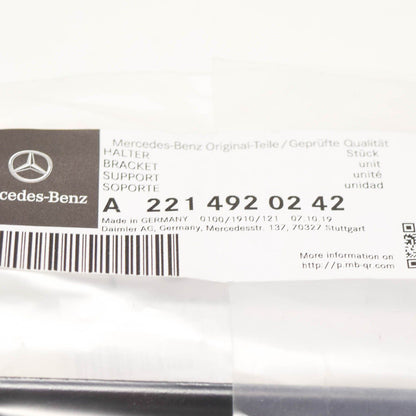 Mercedes-Benz Original-Teile/Geprüfte Qualität
HALTER Stück
BRACKET unit
SUPPORT unité
SOPORTE unidad
cedes-Benz
A 221 492 02 42
Made in GERMANY 0100/1910/121 07.10.19
Daimler AG, Germany, Mercedesstr. 137, 70327 Stuttgart
More information on
http://p.mb-qr.com/